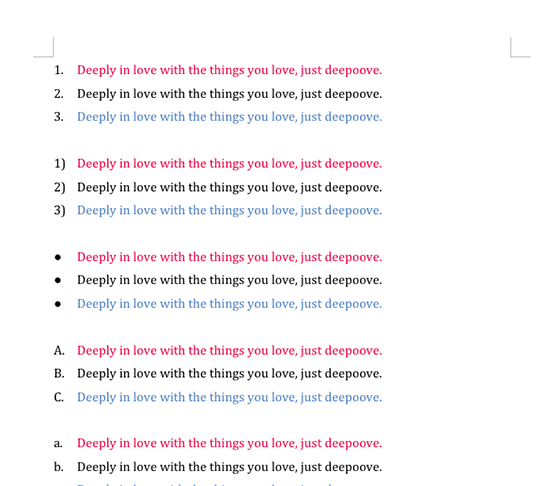 1. Deeply in love with the things you love, just deepoove.
2. Deeply in love with the things you love, just deepoove.
3. Deeply in love with the things you love, just deepoove.
1) Deeply in love with the things you love, just deepoove.
2) Deeply in love with the things you love, just deepoove.
3) Deeply in love with the things you love, just deepoove.
● Deeply in love with the things you love, just deepoove.
● Deeply in love with the things you love, just deepoove.
● Deeply in love with the things you love, just deepoove.
A. Deeply in love with the things you love, just deepoove.
B. Deeply in love with the things you love, just deepoove.
C. Deeply in love with the things you love, just deepoove.
a. Deeply in love with the things you love, just deepoove.
b. Deeply in love with the things you love, just deepoove.